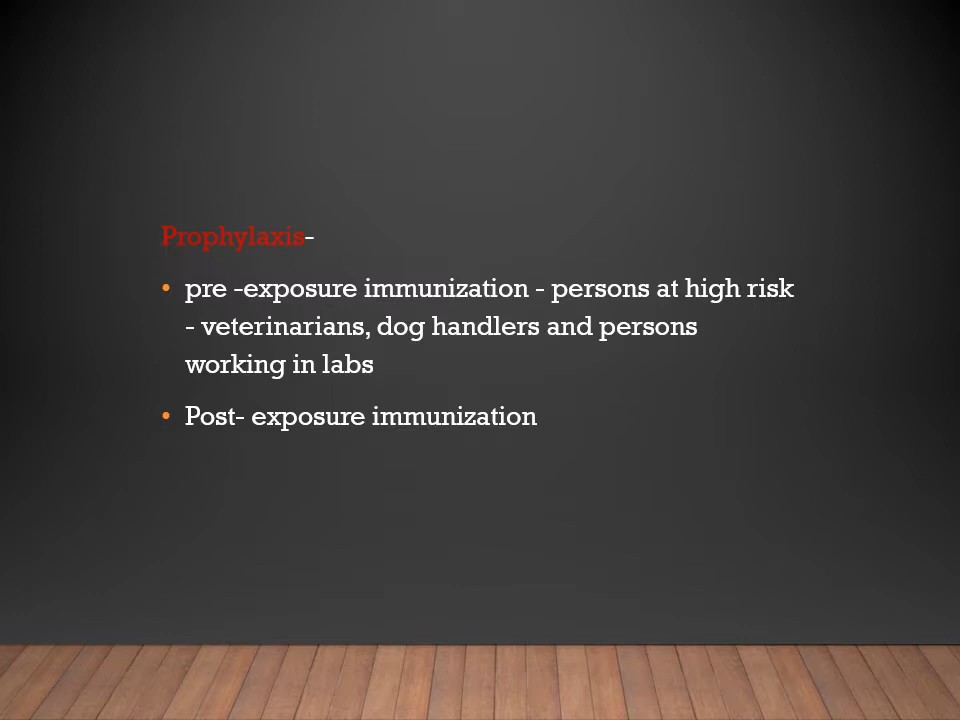 Prophylaxis-
• pre -exposure immunization - persons at high risk
- veterinarians, dog handlers and persons
working in labs
• Post- exposure immunization